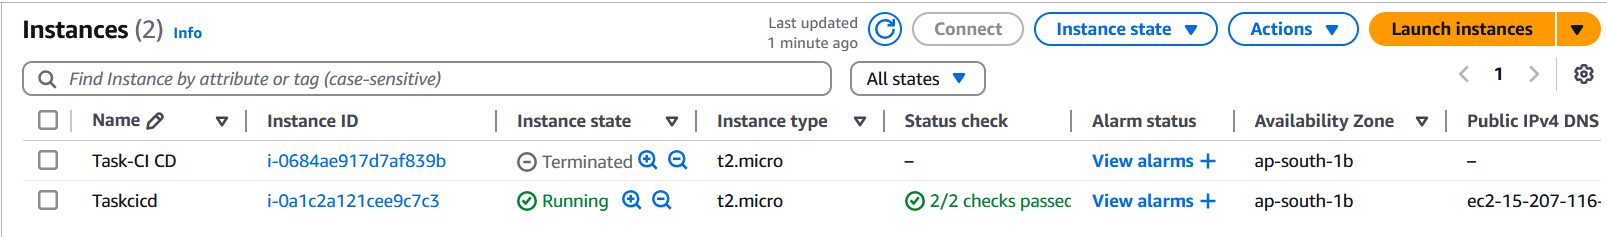 Instances (2) Info Last updated 1 minute ago Connect Instance state Actions Launch instances
Find Instance by attribute or tag (case-sensitive) All states 1
Name Instance ID Instance state Instance type Status check Alarm status Availability Zone Public IPv4 DNS
Task-CI CD i-0684ae917d7af839b Terminated t2.micro – View alarms + ap-south-1b –
Taskcicd i-0a1c2a121cee9c7c3 Running t2.micro 2/2 checks passec View alarms + ap-south-1b ec2-15-207-116-